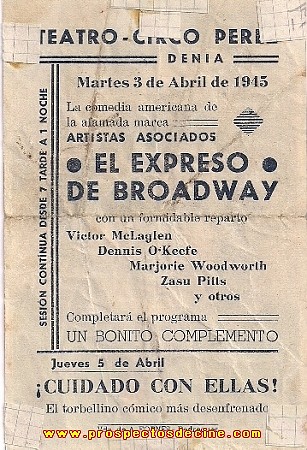 TEATRO-CIRCO PEREZ
DENIA
Martes 3 de Abril de 1945
La comedia americana de
la afamada marca
ARTISTAS ASOCIADOS
EL EXPRESO
DE BROADWAY
con un formidable reparto
Victor McLaglen
Dennis O'Keefe
Marjorie Woodworth
Zasu Pitts
y otros
Completará el programa
UN BONITO COMPLEMENTO
SESIÓN CONTINUA DESDE 7 TARDE A 1 NOCHE
Jueves 5 de Abril
¡CUIDADO CON ELLAS!
El torbellino cómico más desenfrenado
www.prospectosdecine.com